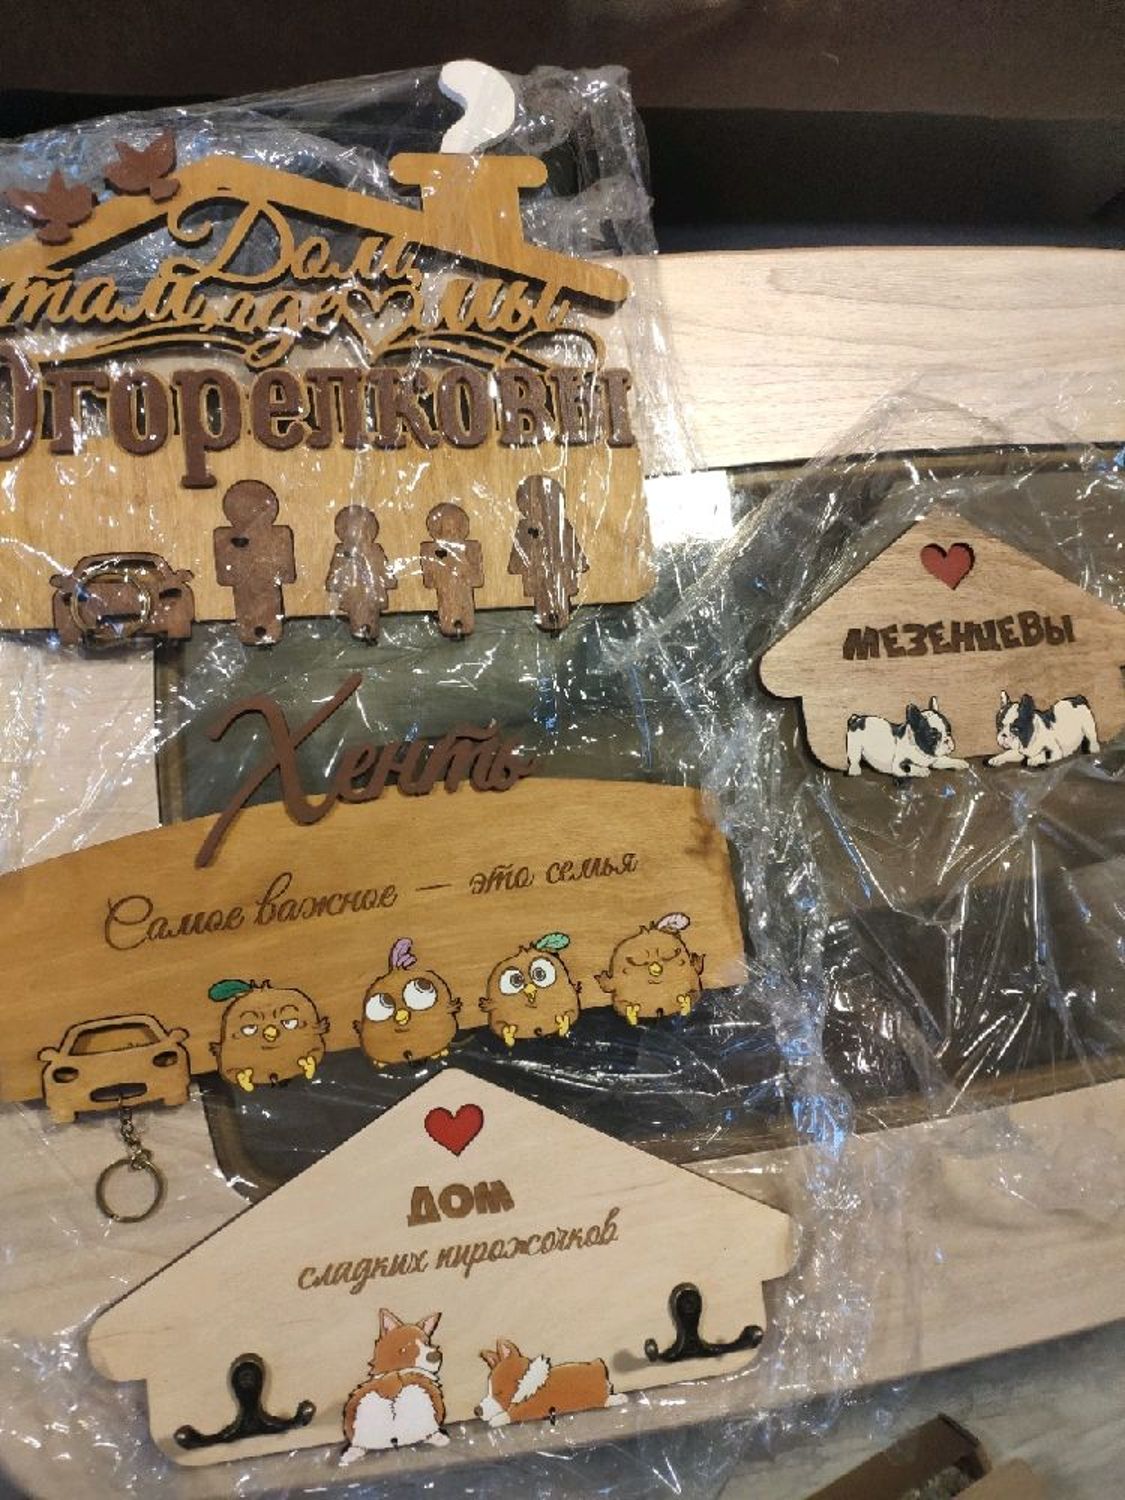 Дом
там, где мы
Огорелковы
МЕЗЕНЦЕВЫ
Хенть
Самое важное — это семья
ДОМ
сладких пирожочков